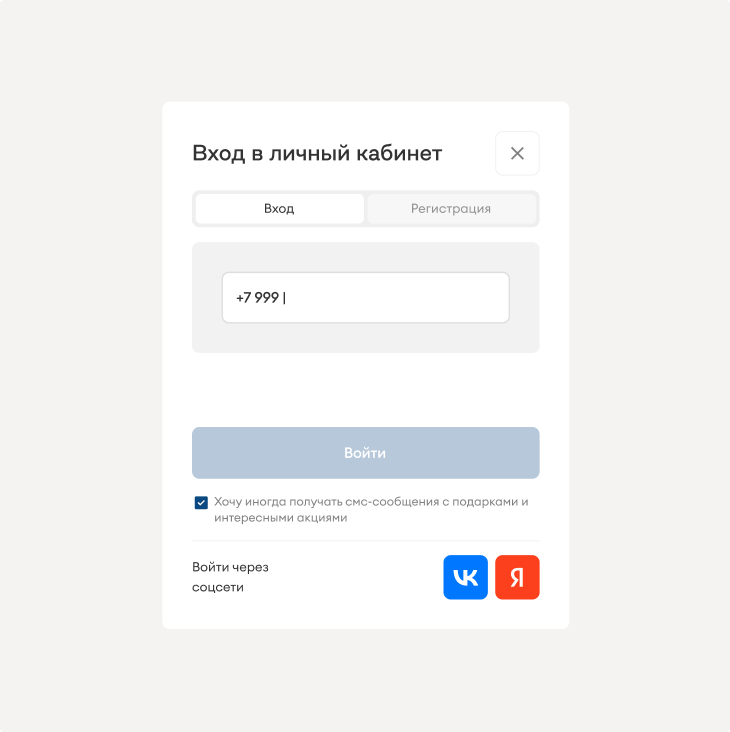 Вход в личный кабинет
Вход
Регистрация
+7 999 |
Войти
Хочу иногда получать смс-сообщения с подарками и
интересными акциями
Войти через
соцсети
VK
Я